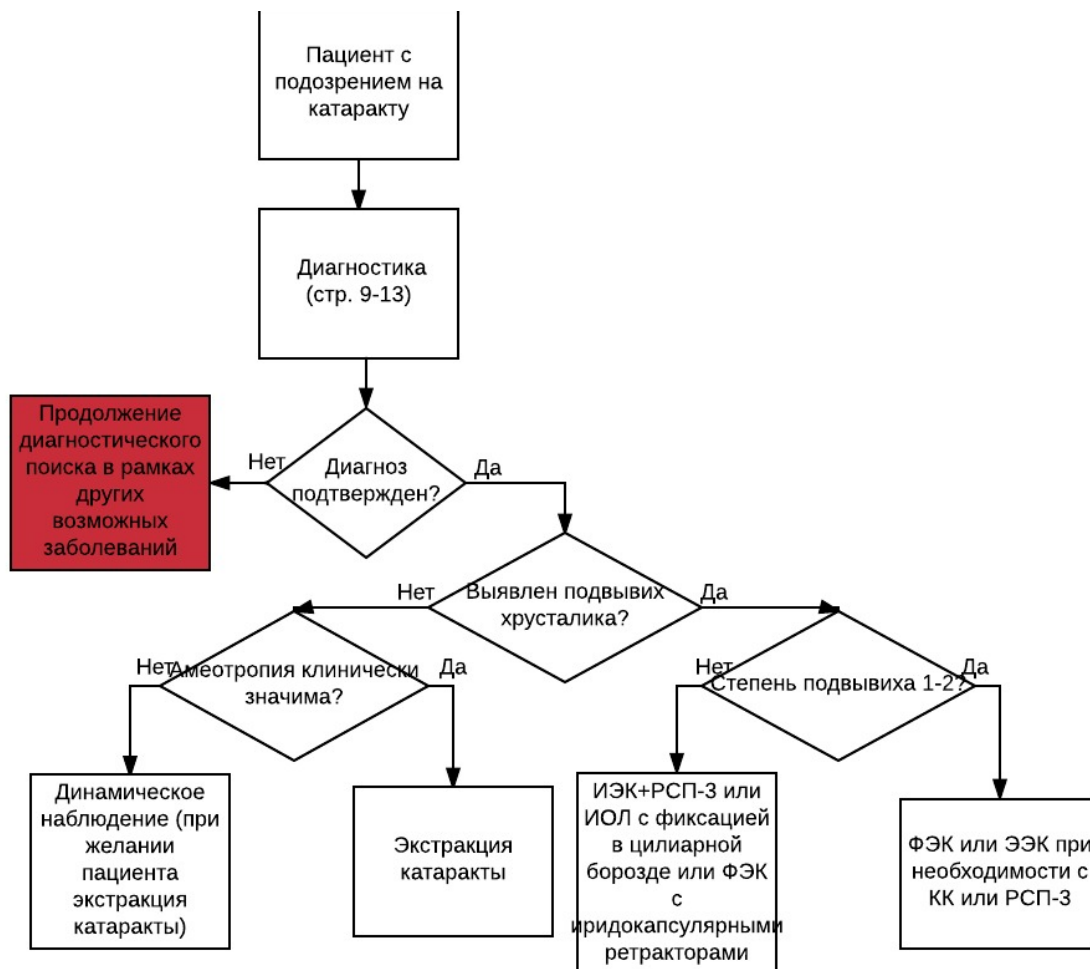 Пациент с
подозрением на
катаракту
Диагностика
(стр. 9-13)
Продолжение
диагностического
поиска в рамках
других
возможных
заболеваний
Нет
Диагноз
подтвержден?
Да
Нет
Выявлен подвывих
хрусталика?
Да
Нет
Амеотропия клинически
значима?
Да
Нет
Степень подвывиха 1-2?
Да
Динамическое
наблюдение (при
желании
пациента
экстракция
катаракты)
Экстракция
катаракты
ИЭК+РСП-3 или
ИОЛ с фиксацией
в цилиарной
борозде или ФЭК
с
иридокапсулярными
ретракторами
ФЭК или ЭЭК при
необходимости с
КК или РСП-3